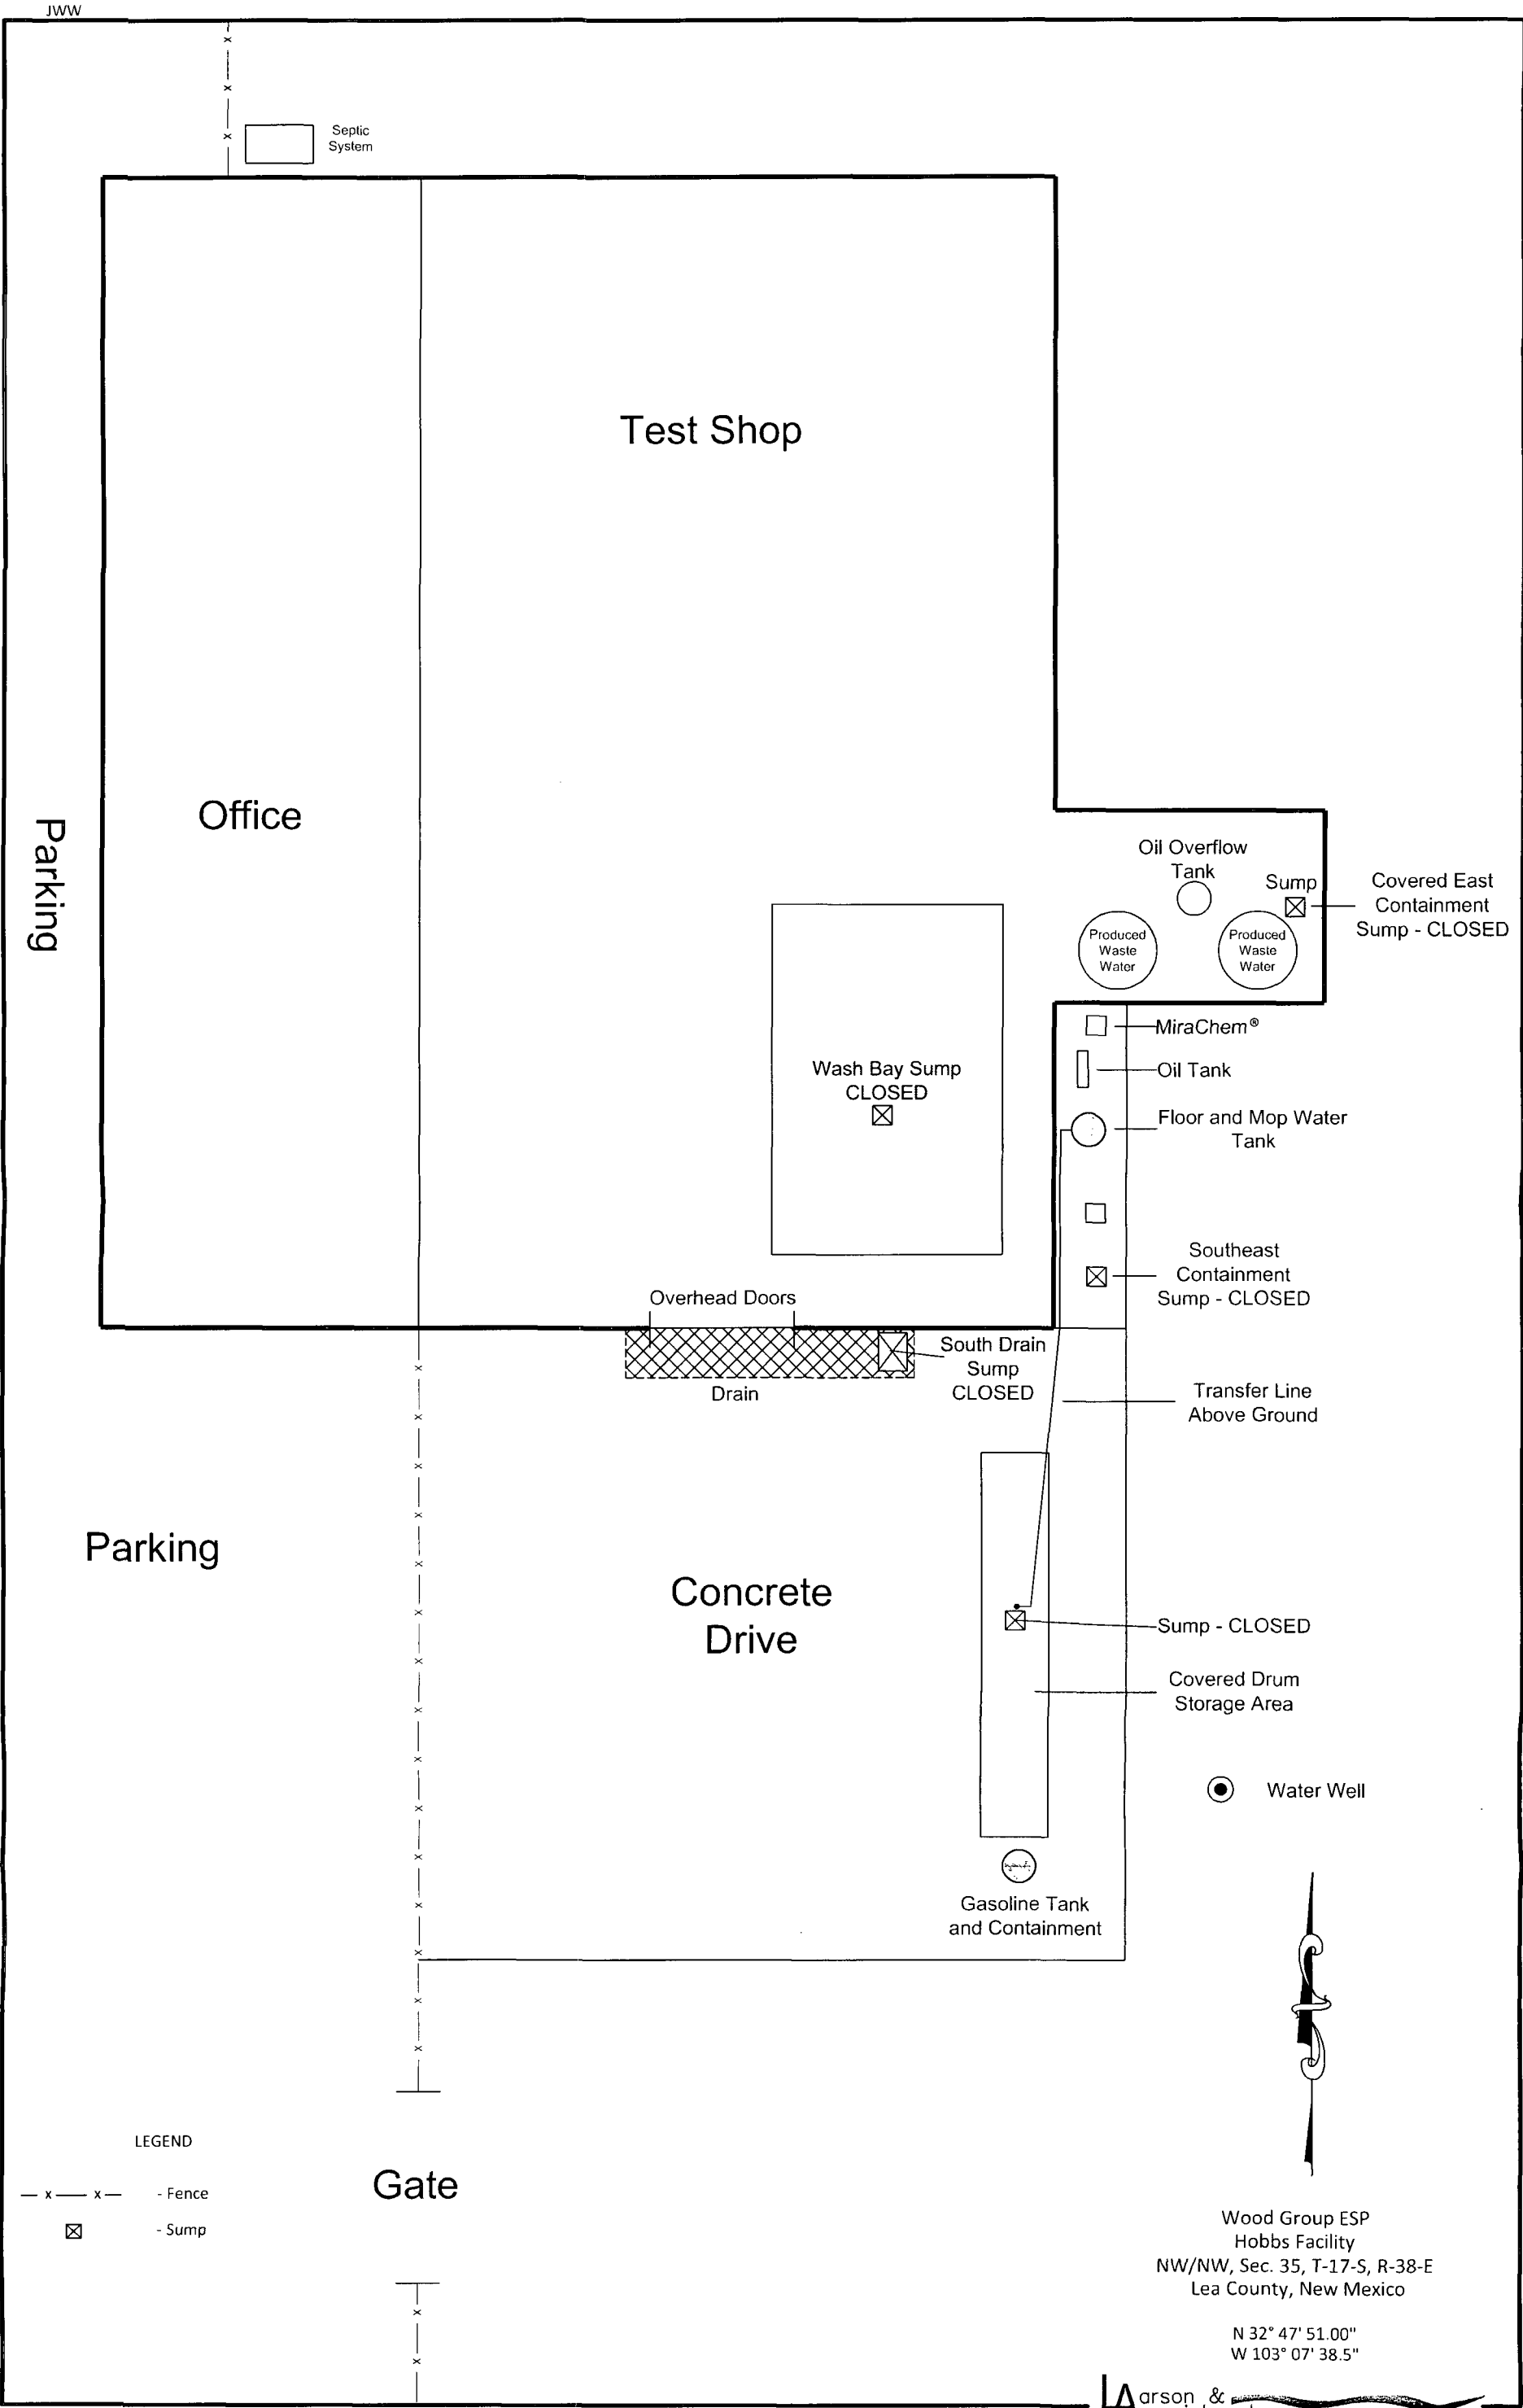 JWW
Septic
System
Test Shop
Office
Parking
Oil Overflow
Tank
Sump
Covered East
Containment
Sump - CLOSED
Produced
Waste
Water
Produced
Waste
Water
MiraChem®
Oil Tank
Wash Bay Sump
CLOSED
Floor and Mop Water
Tank
Southeast
Containment
Sump - CLOSED
Overhead Doors
South Drain
Sump
CLOSED
Drain
Transfer Line
Above Ground
Parking
Concrete
Drive
Sump - CLOSED
Covered Drum
Storage Area
Water Well
Gasoline Tank
and Containment
LEGEND
x x - Fence
- Sump
Gate
Wood Group ESP
Hobbs Facility
NW/NW, Sec. 35, T-17-S, R-38-E
Lea County, New Mexico
N 32° 47' 51.00"
W 103° 07' 38.5"
Larson &